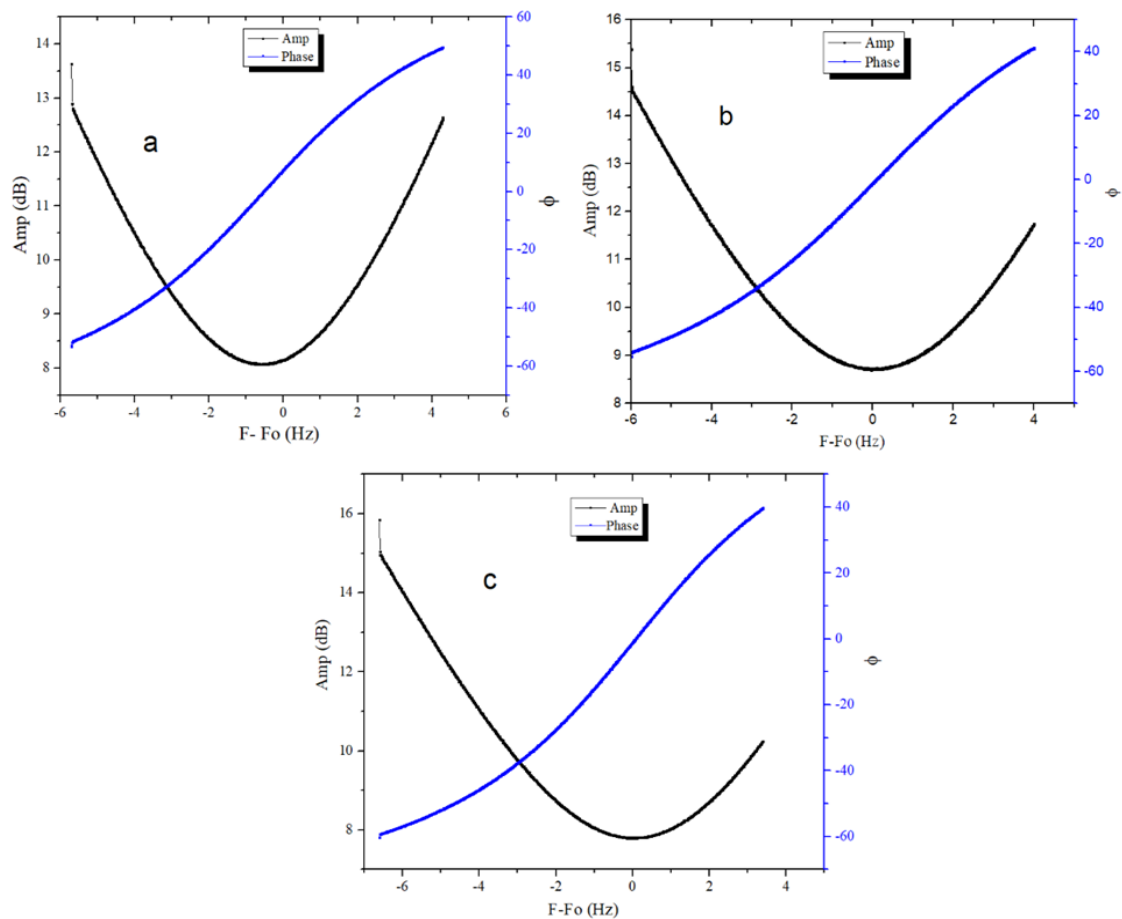 Amp
Phase
a
14
13
12
11
10
9
8
Amp (dB)
60
40
20
0
-20
-40
-60
ϕ
-6 -4 -2 0 2 4 6
F- Fo (Hz)
Amp
Phase
b
16
15
14
13
12
11
10
9
8
Amp (dB)
40
20
0
-20
-40
-60
ϕ
-6 -4 -2 0 2 4
F-Fo (Hz)
Amp
Phase
c
16
14
12
10
8
Amp (dB)
40
20
0
-20
-40
-60
ϕ
-6 -4 -2 0 2 4
F-Fo (Hz)